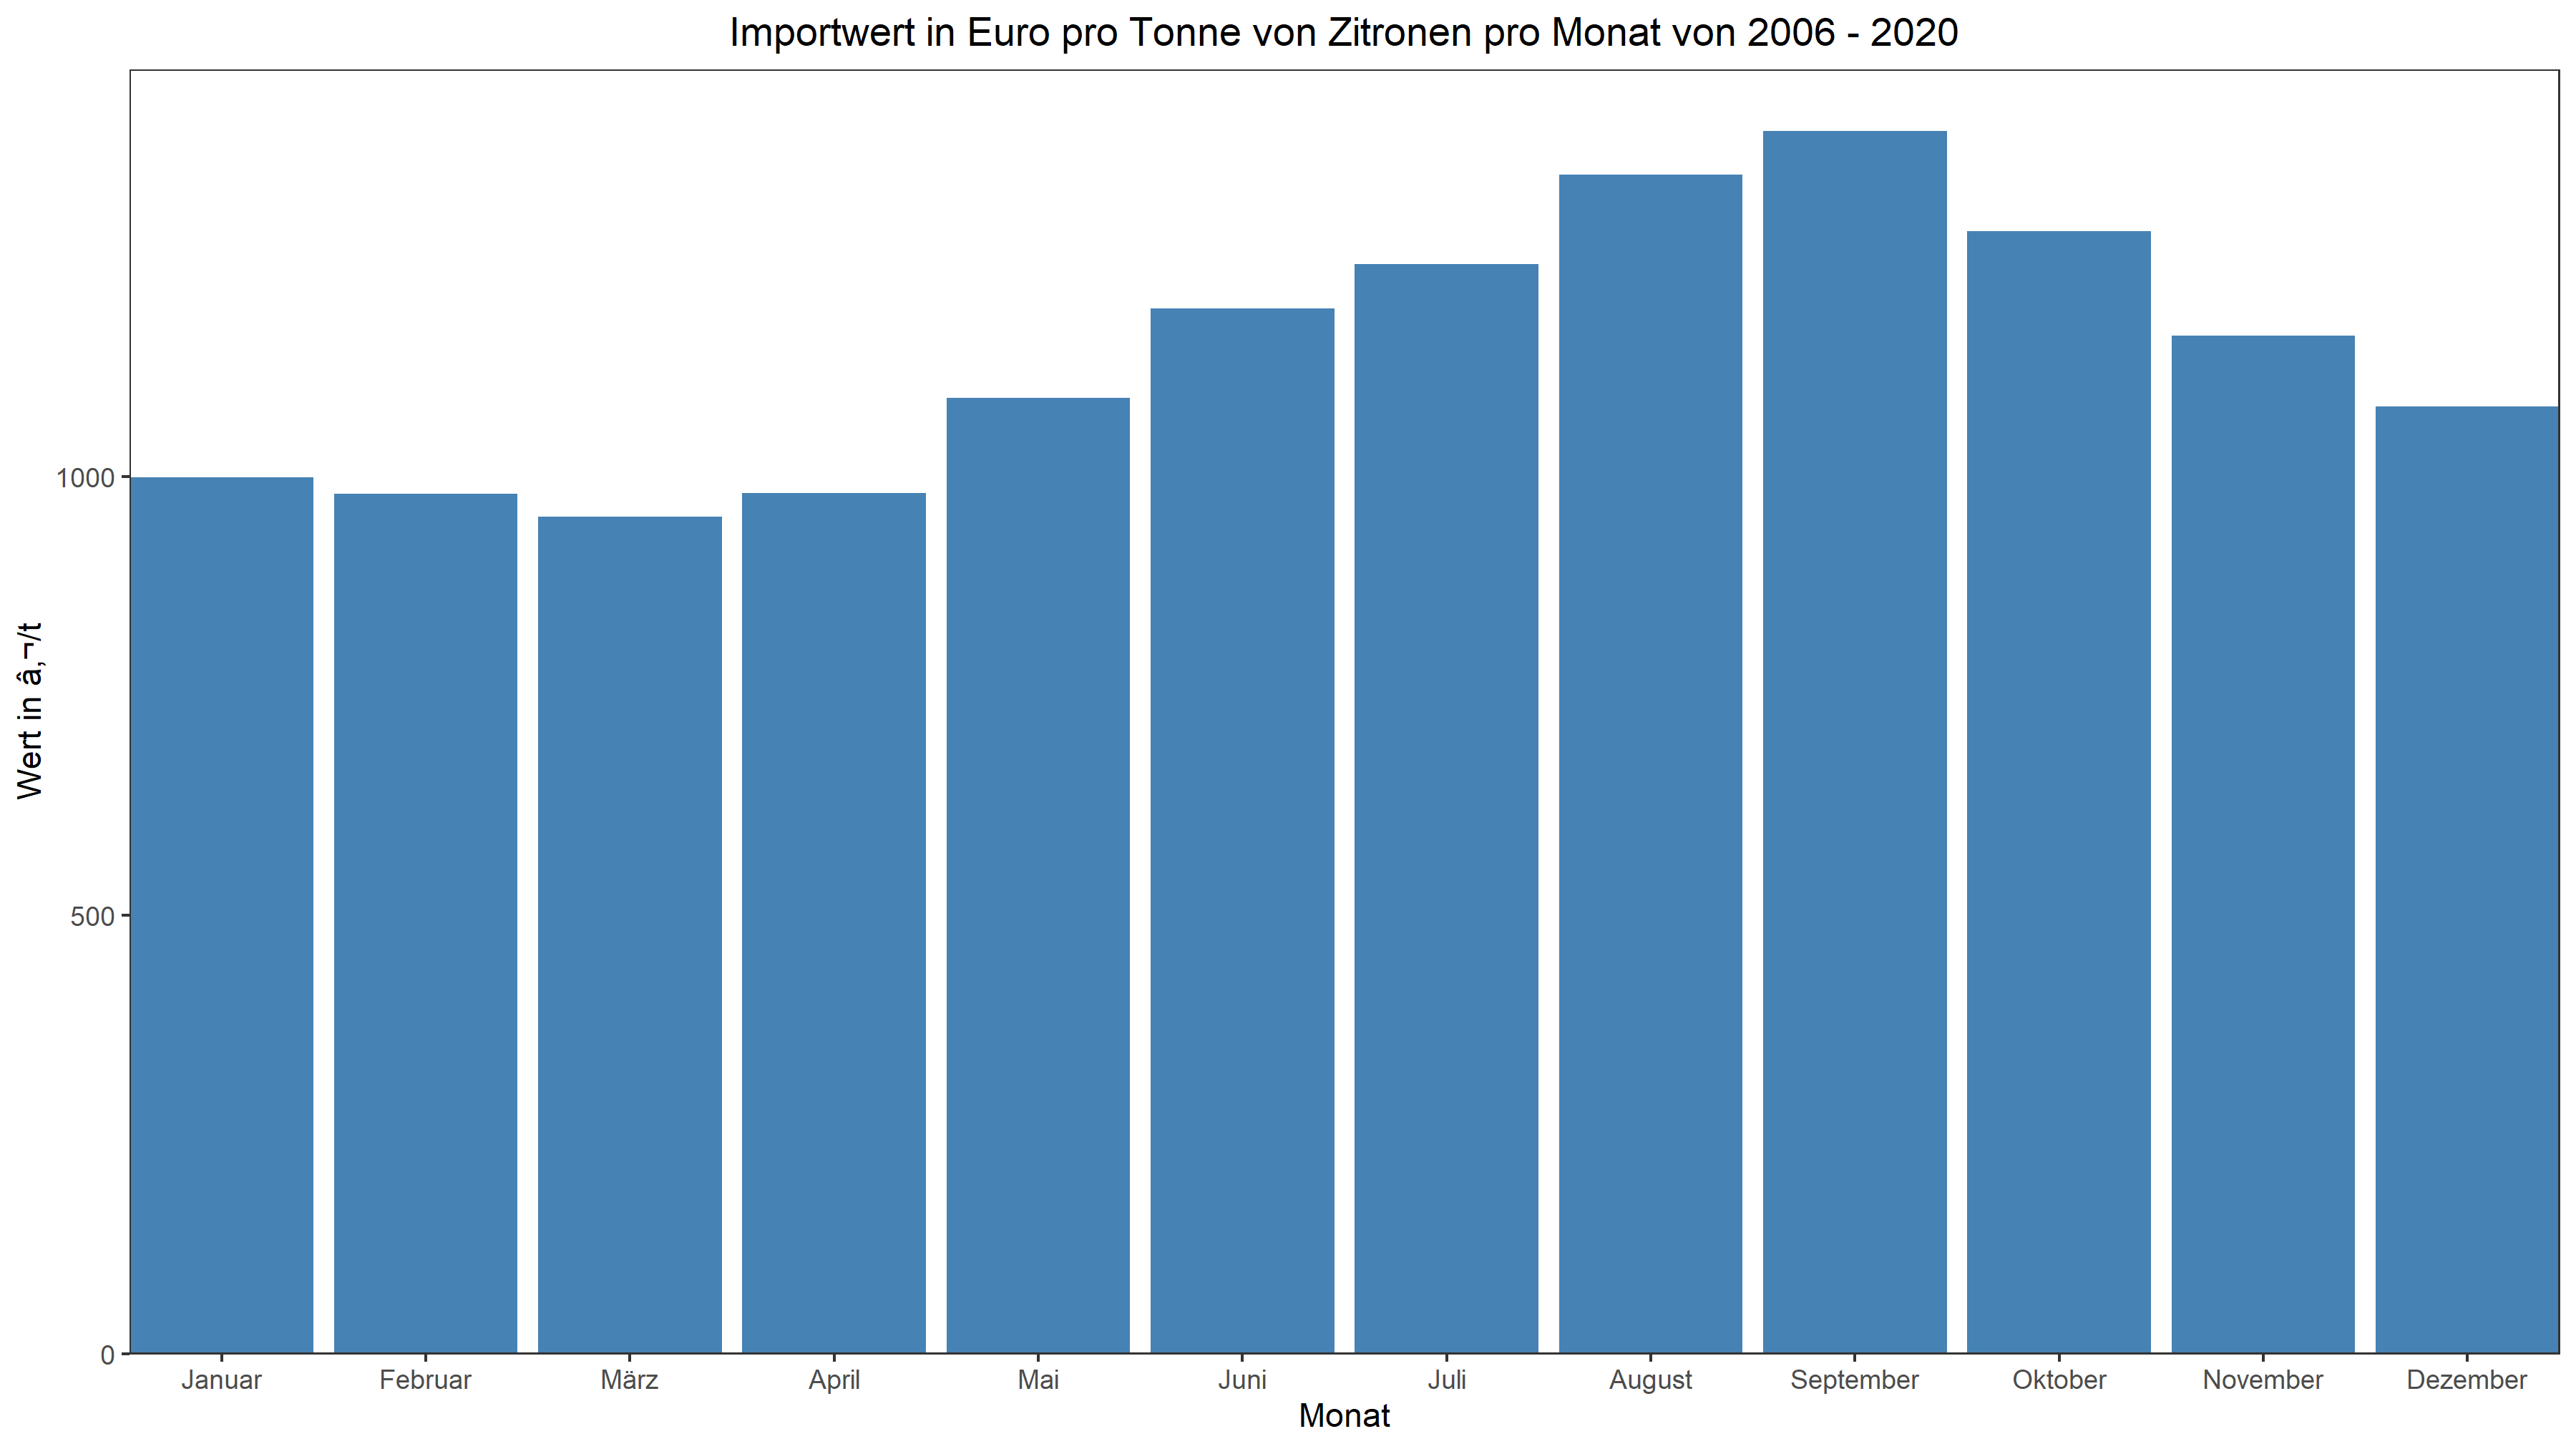 Importwert in Euro pro Tonne von Zitronen pro Monat von 2006 - 2020
Wert in â‚¬/t
1000
500
0
Januar Februar März April Mai Juni Juli August September Oktober November Dezember
Monat